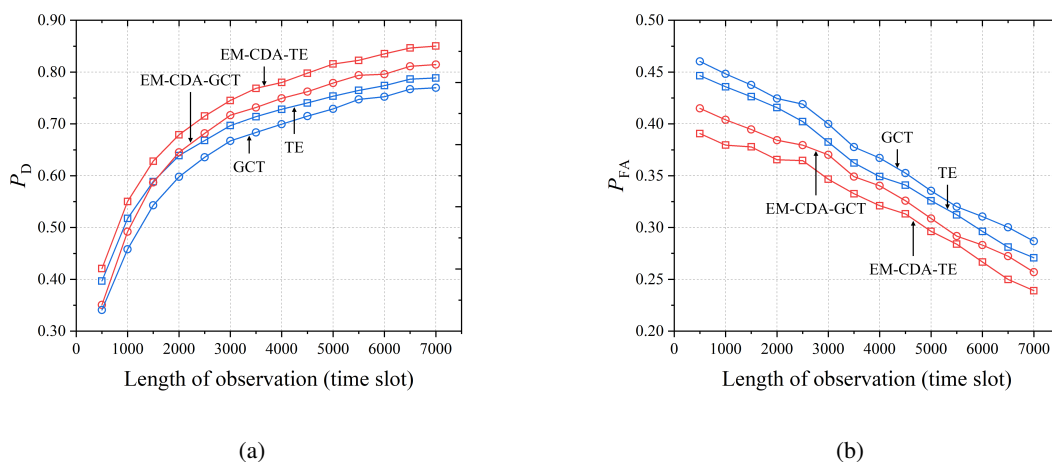 0.90
0.80
0.70
0.60
0.50
0.40
0.30
P_D
EM-CDA-TE
EM-CDA-GCT
TE
GCT
0 1000 2000 3000 4000 5000 6000 7000
Length of observation (time slot)
(a)
0.50
0.45
0.40
0.35
0.30
0.25
0.20
P_FA
GCT
TE
EM-CDA-GCT
EM-CDA-TE
0 1000 2000 3000 4000 5000 6000 7000
Length of observation (time slot)
(b)